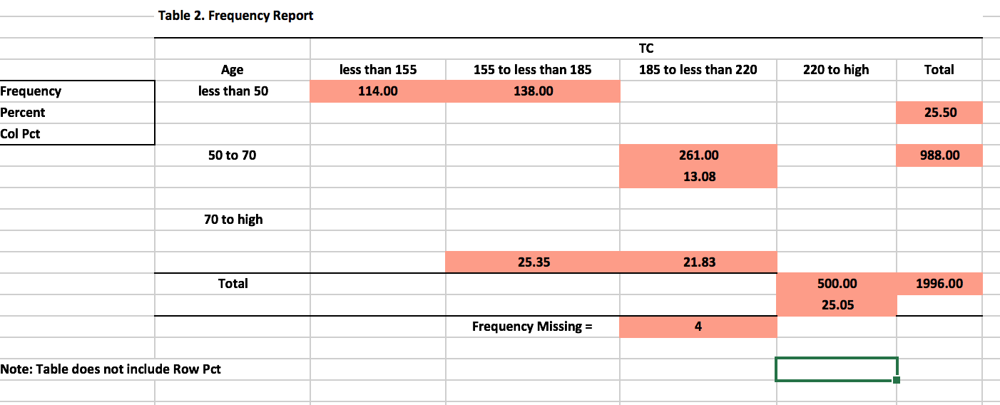 Table 2. Frequency Report
TC
Age less than 155 155 to less than 185 185 to less than 220 220 to high Total
Frequency less than 50 114.00 138.00
Percent 25.50
Col Pct
50 to 70 261.00 988.00
13.08
70 to high
25.35 21.83
Total 500.00 1996.00
25.05
Frequency Missing = 4
Note: Table does not include Row Pct